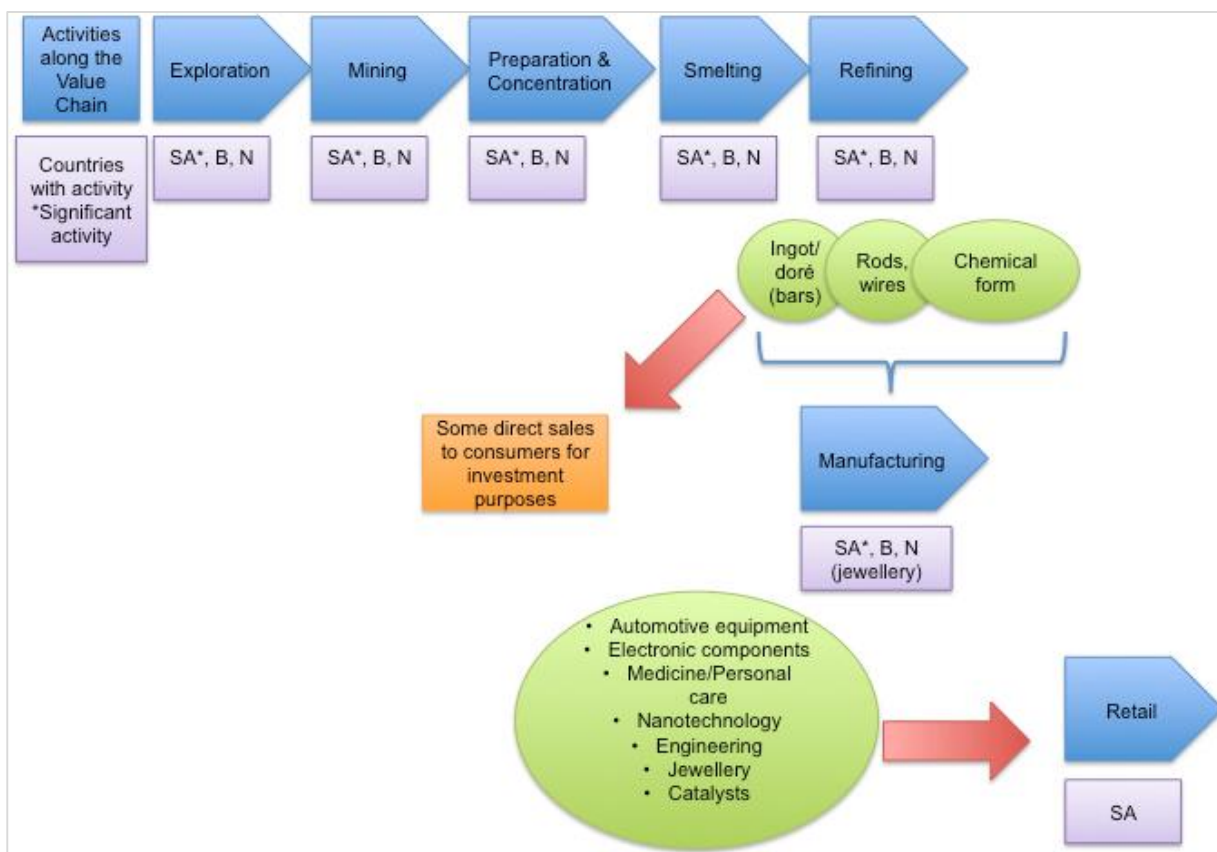 Activities
along the
Value
Chain
Exploration
Mining
Preparation &
Concentration
Smelting
Refining
Countries
with activity
*Significant
activity
SA*, B, N
SA*, B, N
SA*, B, N
SA*, B, N
SA*, B, N
Ingot/
doré
(bars)
Rods,
wires
Chemical
form
Some direct sales
to consumers for
investment
purposes
Manufacturing
SA*, B, N
(jewellery)
• Automotive equipment
• Electronic components
• Medicine/Personal
care
• Nanotechnology
• Engineering
• Jewellery
• Catalysts
Retail
SA